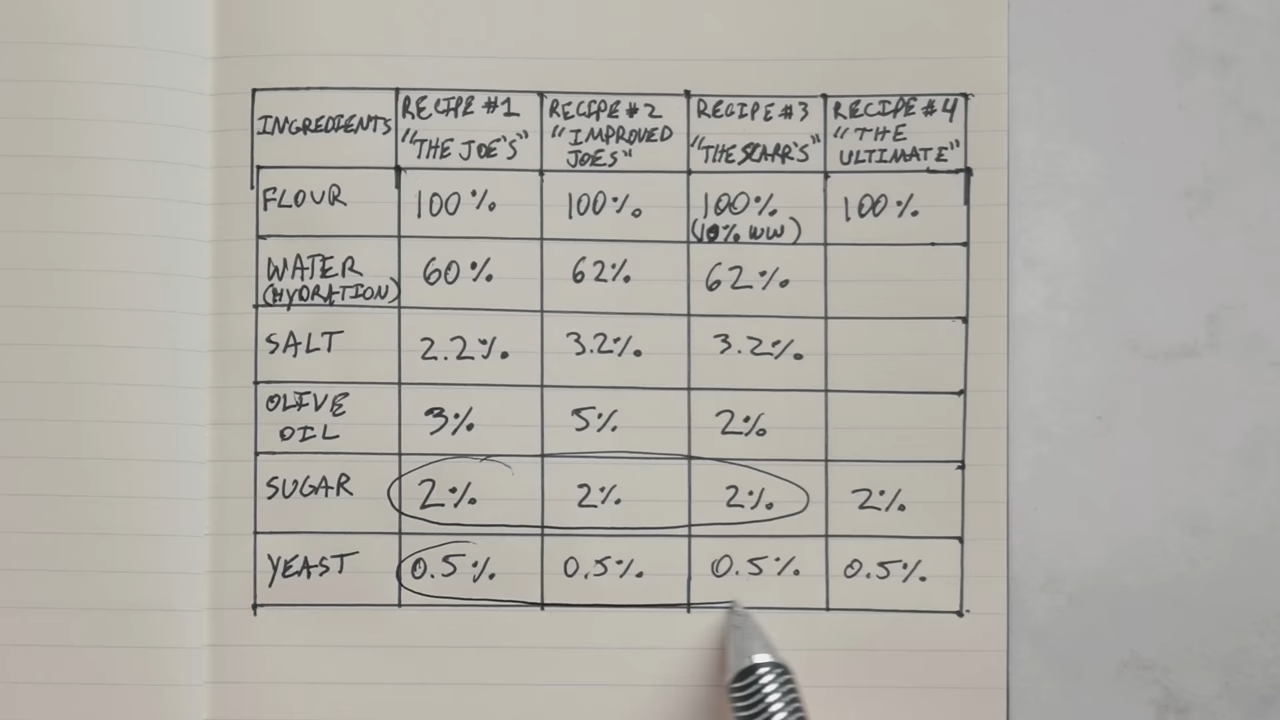 INGREDIENTS
RECIPE #1
"THE JOE'S"
RECIPE #2
"IMPROVED
JOES"
RECIPE #3
"THE SCARR'S"
RECIPE #4
"THE
ULTIMATE"
FLOUR
100%
100%
100%
(10% WW)
100%
WATER
(HYDRATION)
60%
62%
62%
SALT
2.2%
3.2%
3.2%
OLIVE
OIL
3%
5%
2%
SUGAR
2%
2%
2%
2%
YEAST
0.5%
0.5%
0.5%
0.5%